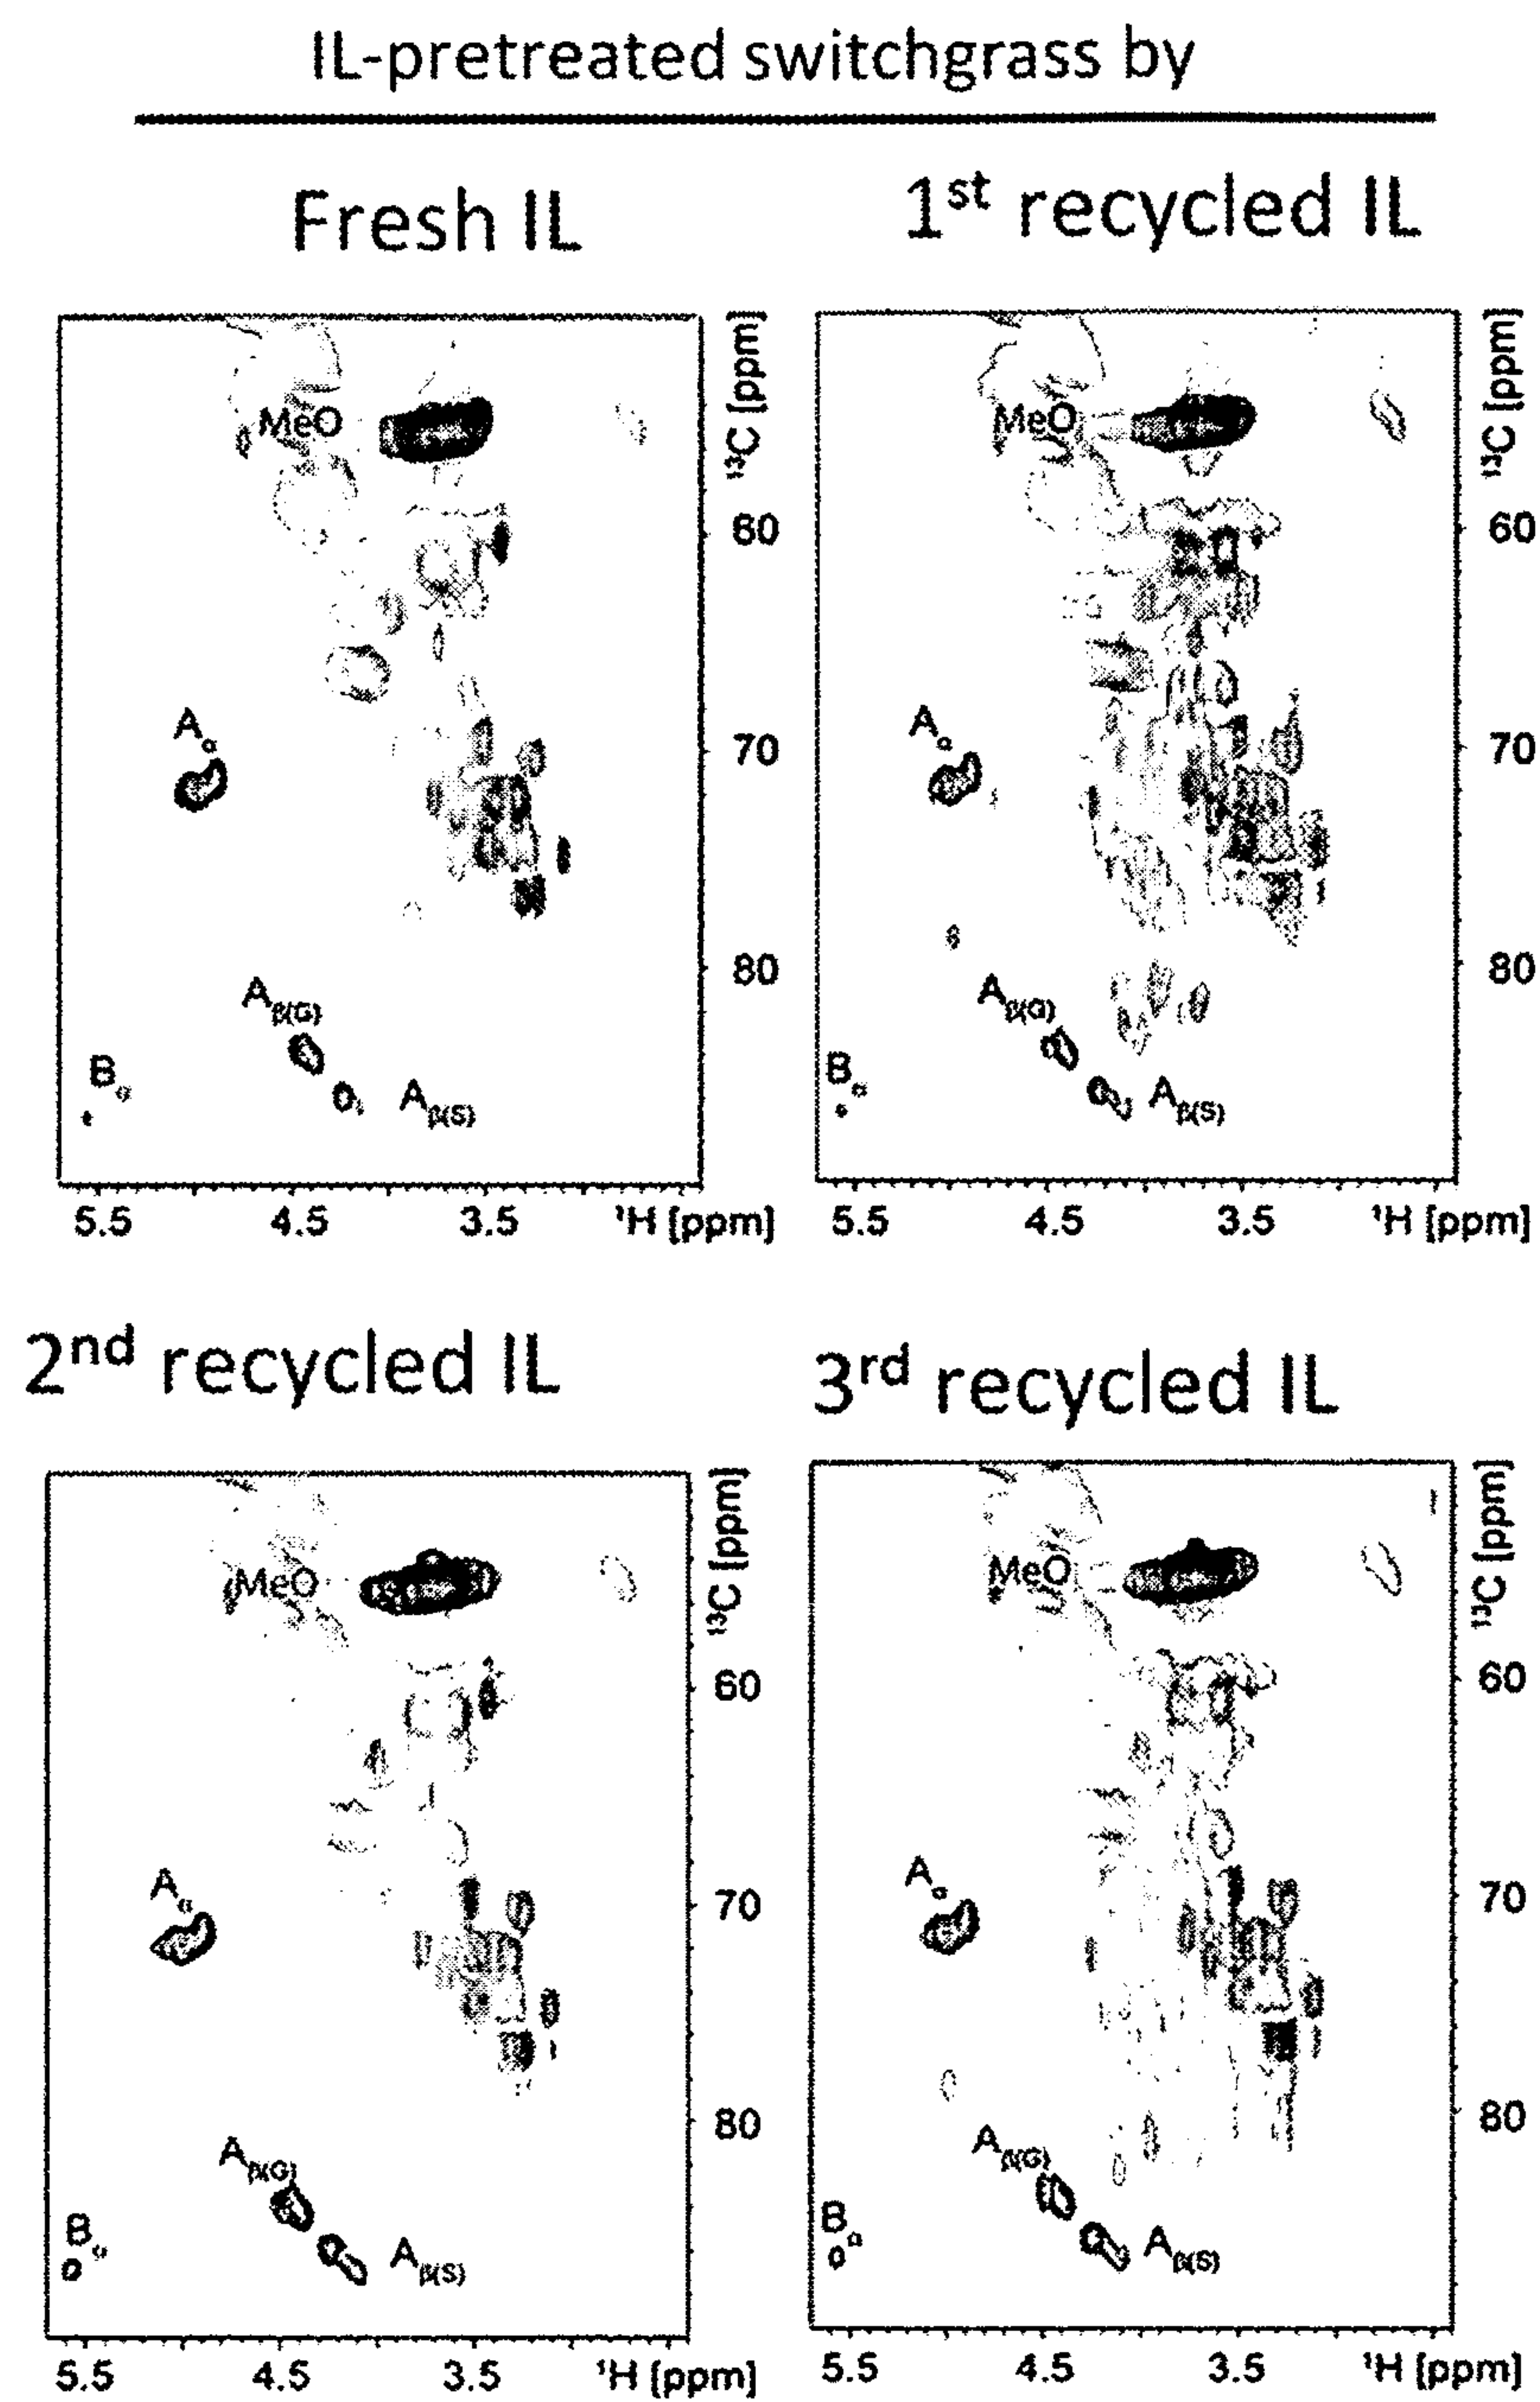 IL-pretreated switchgrass by
Fresh IL
MeO
Aα
Aβ(G)
Bα
Aβ(S)
¹³C [ppm]
60
70
80
5.5 4.5 3.5 ¹H [ppm]
1st recycled IL
MeO
Aα
Aβ(G)
Bα
Aβ(S)
¹³C [ppm]
60
70
80
5.5 4.5 3.5 ¹H [ppm]
2nd recycled IL
MeO
Aα
Aβ(G)
Bα
Aβ(S)
¹³C [ppm]
60
70
80
5.5 4.5 3.5 ¹H [ppm]
3rd recycled IL
MeO
Aα
Aβ(G)
Bα
Aβ(S)
¹³C [ppm]
60
70
80
5.5 4.5 3.5 ¹H [ppm]